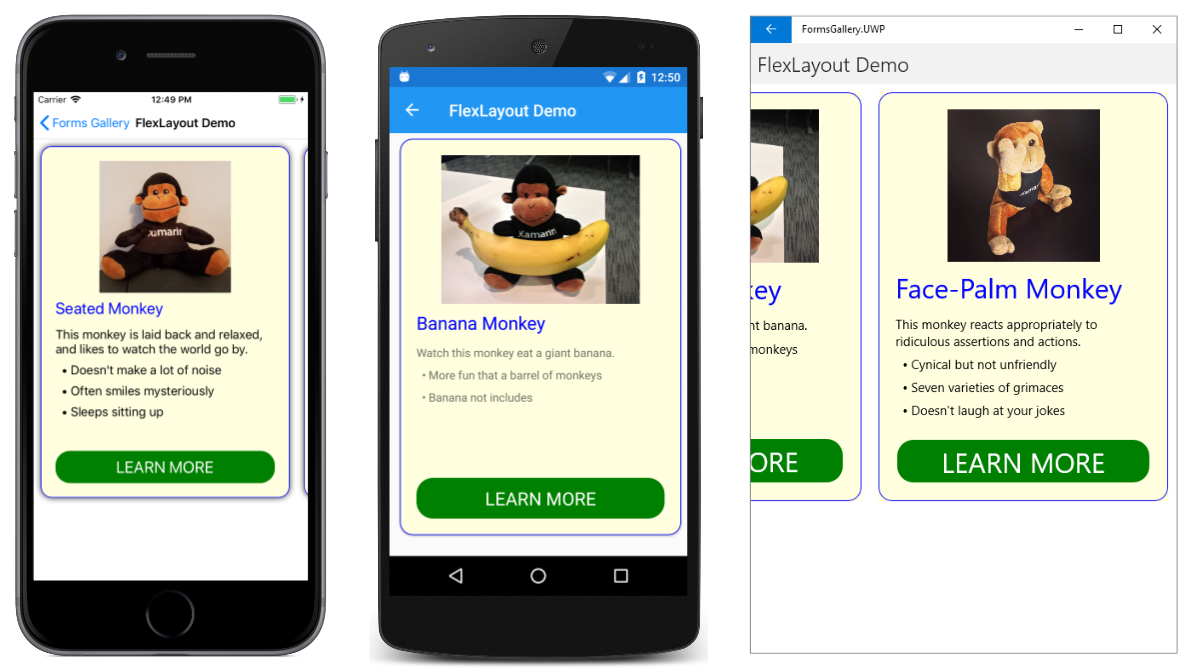 Carrier
12:49 PM
Forms Gallery FlexLayout Demo
Xamarin
Seated Monkey
This monkey is laid back and relaxed,
and likes to watch the world go by.
• Doesn't make a lot of noise
• Often smiles mysteriously
• Sleeps sitting up
LEARN MORE
12:50
FlexLayout Demo
Xamarin
Banana Monkey
Watch this monkey eat a giant banana.
• More fun that a barrel of monkeys
• Banana not includes
LEARN MORE
FormsGallery.UWP
FlexLayout Demo
key
nt banana.
monkeys
ORE
Face-Palm Monkey
This monkey reacts appropriately to
ridiculous assertions and actions.
• Cynical but not unfriendly
• Seven varieties of grimaces
• Doesn't laugh at your jokes
LEARN MORE